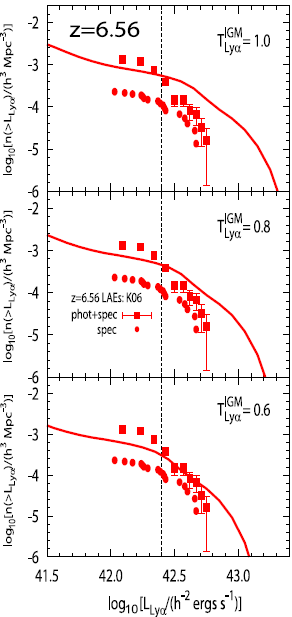 z=6.56
T^IGM_Lyα = 1.0
log10[n(>L_Lyα)/(h^3 Mpc^-3)]
-2
-3
-4
-5
-6
T^IGM_Lyα = 0.8
log10[n(>L_Lyα)/(h^3 Mpc^-3)]
-2
-3
-4
-5
-6
z=6.56 LAEs: K06
phot+spec
spec
T^IGM_Lyα = 0.6
log10[n(>L_Lyα)/(h^3 Mpc^-3)]
-2
-3
-4
-5
-6
41.5 42.0 42.5 43.0
log10[L_Lyα/(h^-2 ergs s^-1)]